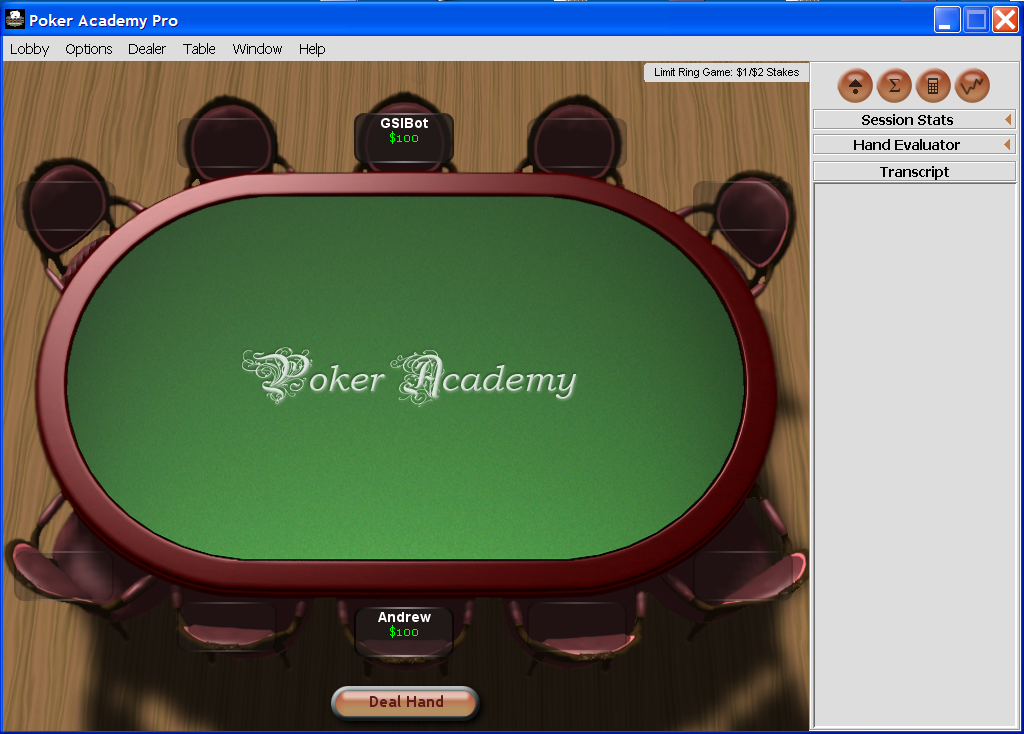 Poker Academy Pro
Lobby Options Dealer Table Window Help
Limit Ring Game: $1/$2 Stakes
Σ
Session Stats
Hand Evaluator
Transcript
GSIBot
$100
Poker Academy
Andrew
$100
Deal Hand